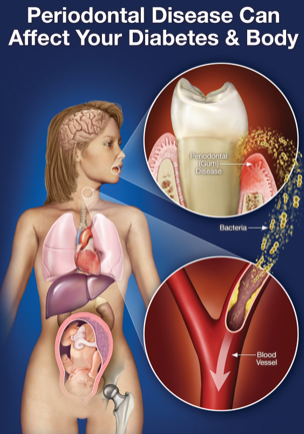 Periodontal Disease Can
Affect Your Diabetes & Body
Periodontal
(Gum)
Disease
Bacteria
Blood
Vessel